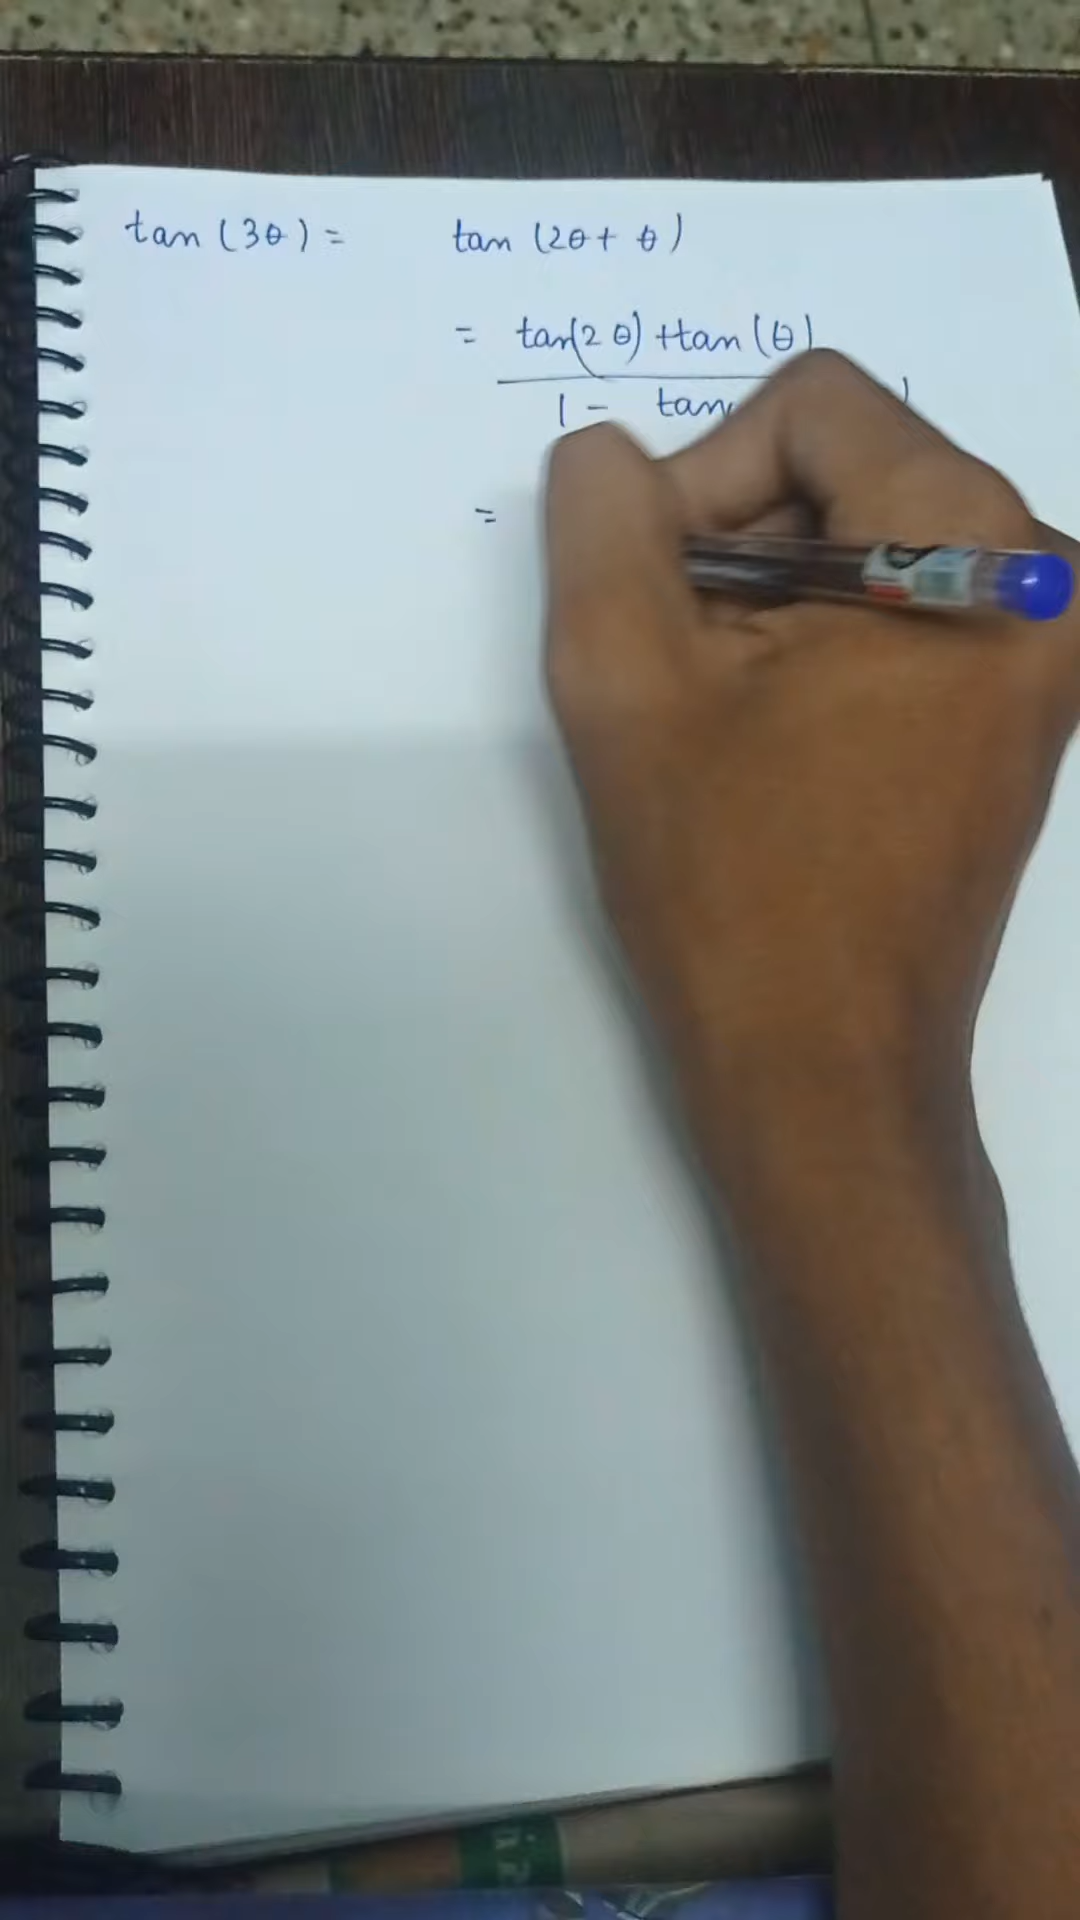 tan (3θ) = tan (2θ + θ)
= tan(2θ) + tan (θ)
1 - tan
=